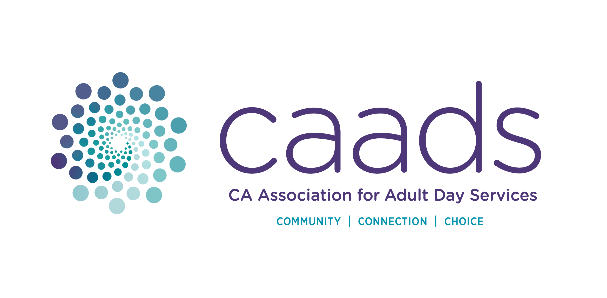 caads
CA Association for Adult Day Services
COMMUNITY | CONNECTION | CHOICE